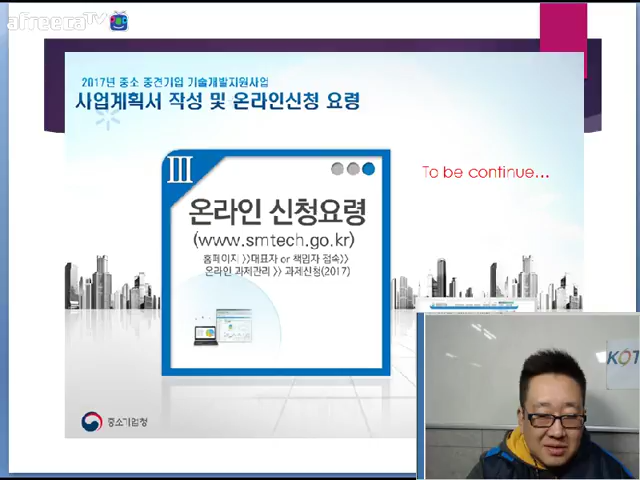 afreecaTV
2017년 중소 중견기업 기술개발지원사업
사업계획서 작성 및 온라인신청 요령
III
To be continue...
온라인 신청요령
(www.smtech.go.kr)
홈페이지 >>대표자 or 책임자 접속>>
온라인 과제관리 >> 과제신청(2017)
중소기업청
KOT